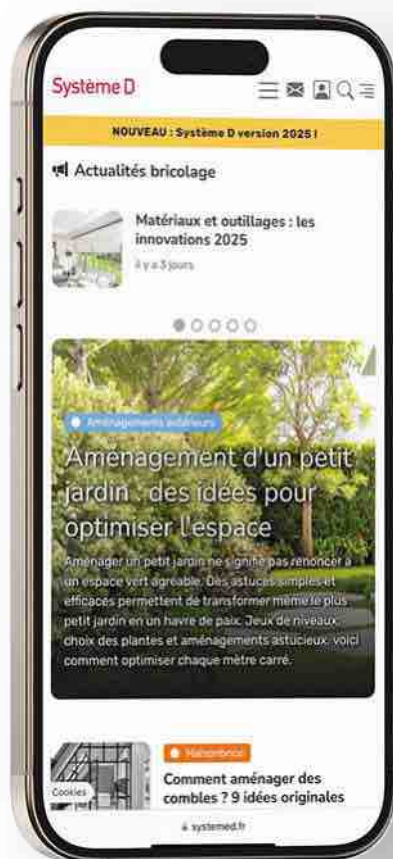 Système D
NOUVEAU : Système D version 2025 !
Actualités bricolage
Matériaux et outillages : les
innovations 2025
il y a 3 jours
Aménagements extérieurs
Aménagement d'un petit
jardin : des idées pour
optimiser l'espace
Aménager un petit jardin ne signifie pas renoncer à
un espace vert agréable. Des astuces simples et
efficaces permettent de transformer même le plus
petit jardin en un havre de paix. Jeux de niveaux,
choix des plantes et aménagements astucieux, voici
comment optimiser chaque mètre carré.
Comment aménager des
combles ? 9 idées originales
Cookies
systemed.fr